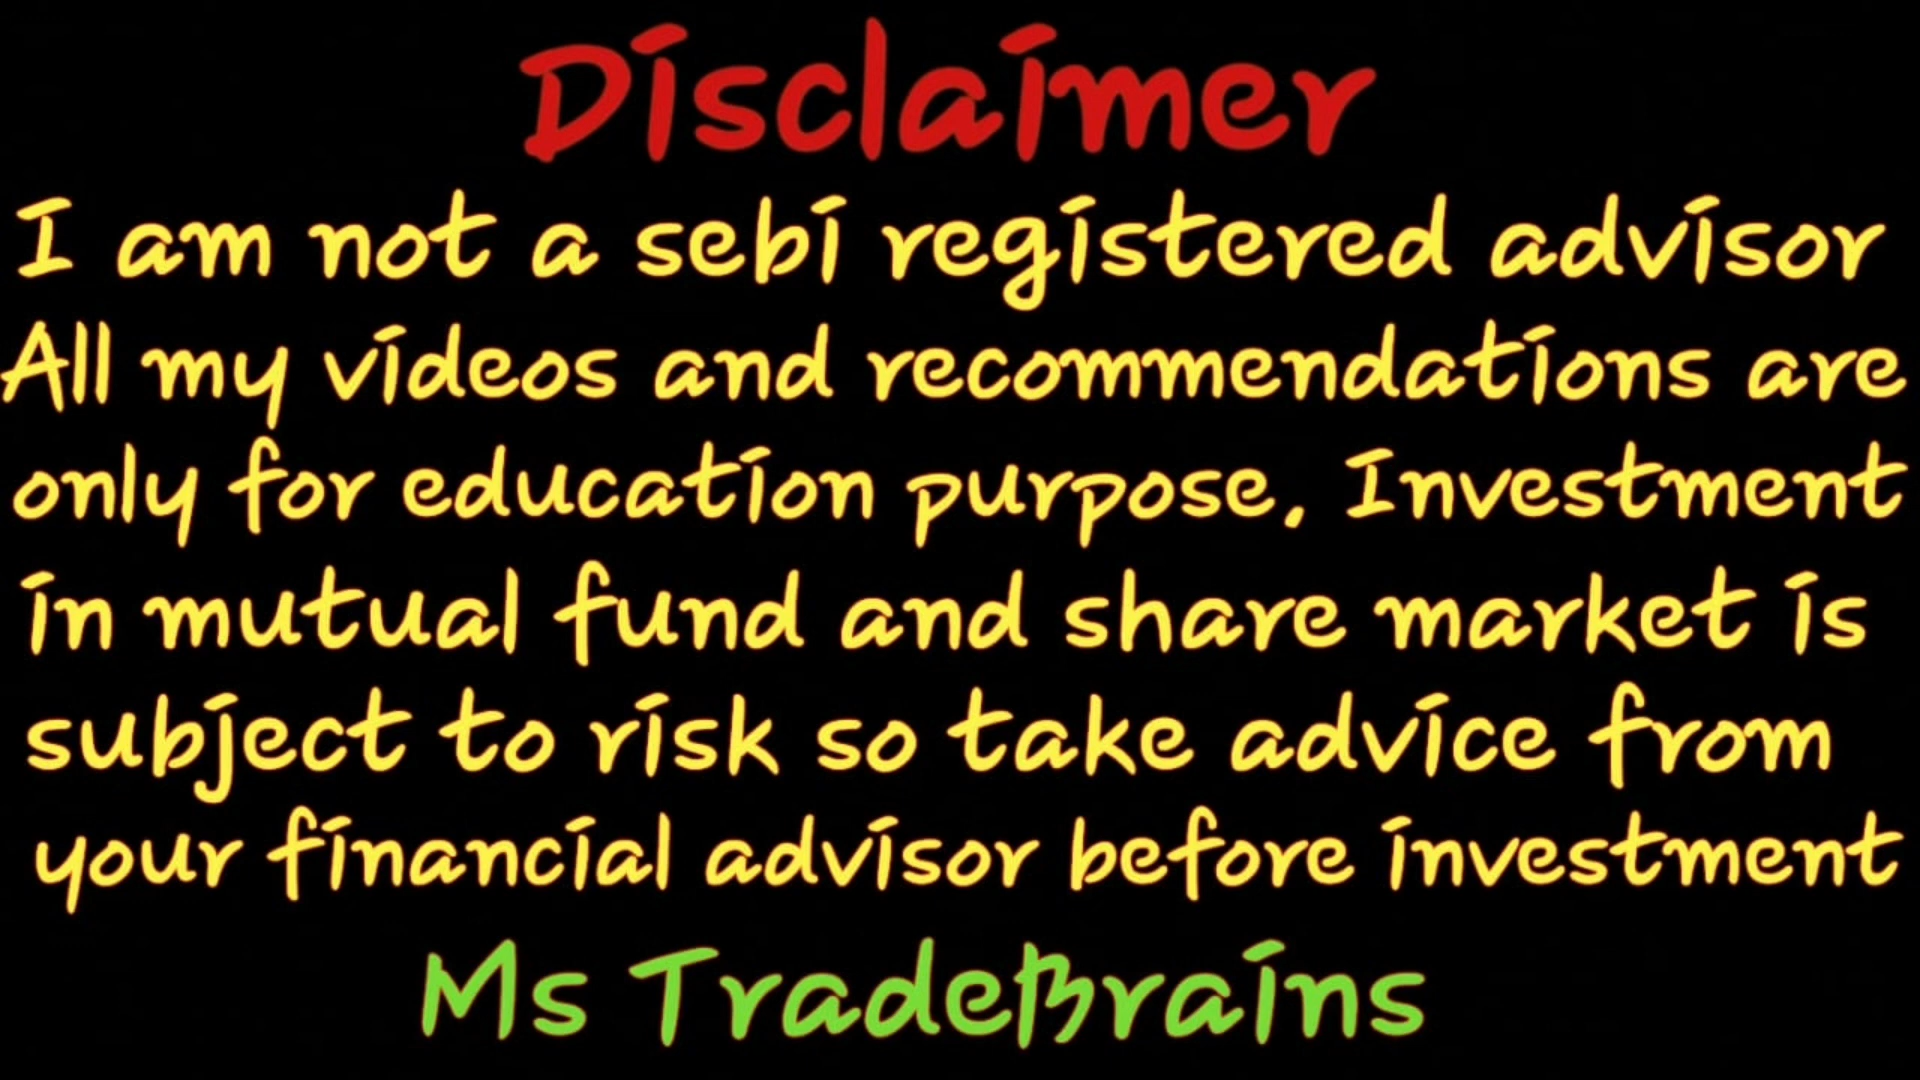 Disclaimer
I am not a sebi registered advisor
All my videos and recommendations are
only for education purpose, Investment
in mutual fund and share market is
subject to risk so take advice from
your financial advisor before investment
Ms TradeBrains